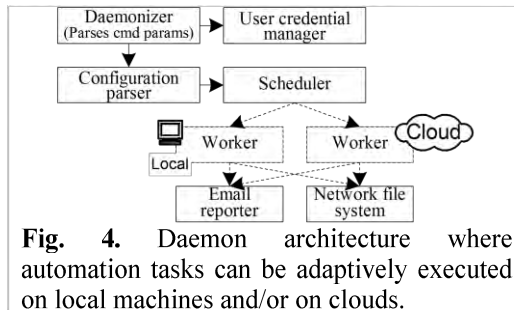 Daemonizer
(Parses cmd params)
User credential
manager
Configuration
parser
Scheduler
Worker
Worker
Cloud
Local
Email
reporter
Network file
system
Fig. 4. Daemon architecture where
automation tasks can be adaptively executed
on local machines and/or on clouds.